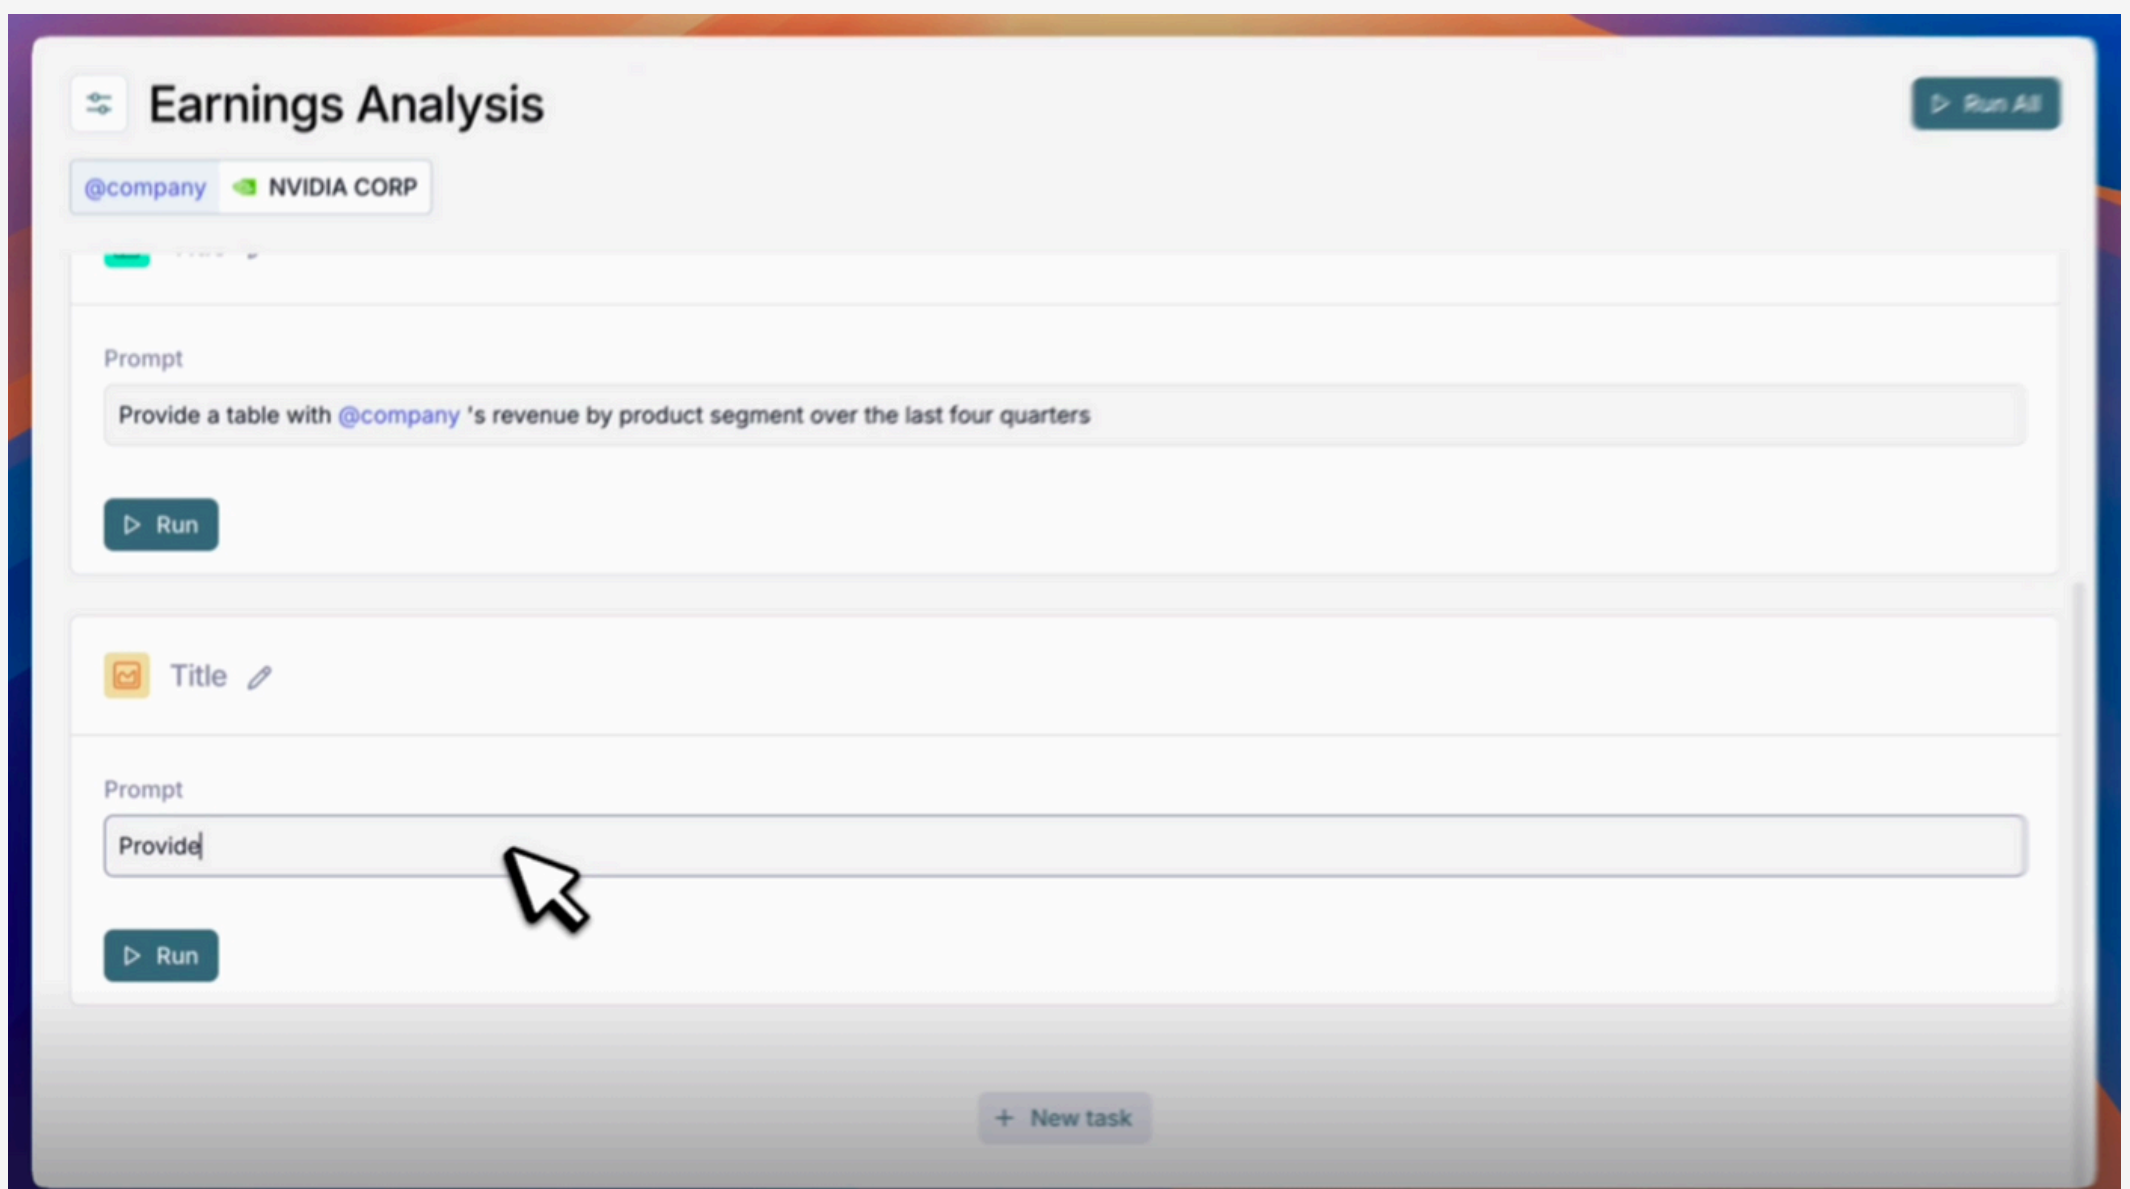 Earnings Analysis
Run All
@company NVIDIA CORP
Prompt
Provide a table with @company 's revenue by product segment over the last four quarters
Run
Title
Prompt
Provide
Run
+ New task